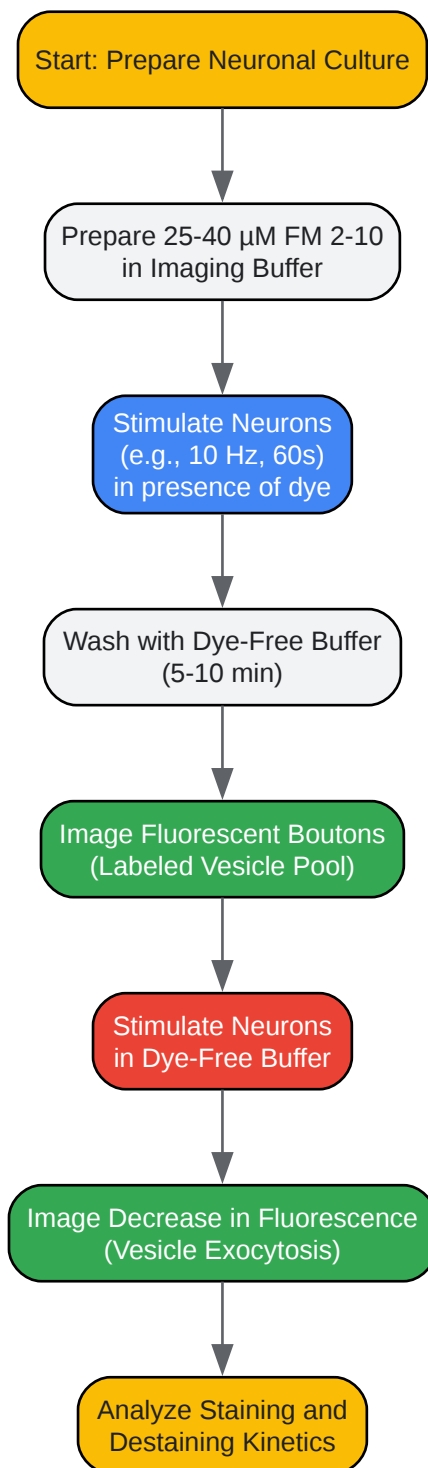 Start: Prepare Neuronal Culture
Prepare 25-40 µM FM 2-10
in Imaging Buffer
Stimulate Neurons
(e.g., 10 Hz, 60s)
in presence of dye
Wash with Dye-Free Buffer
(5-10 min)
Image Fluorescent Boutons
(Labeled Vesicle Pool)
Stimulate Neurons
in Dye-Free Buffer
Image Decrease in Fluorescence
(Vesicle Exocytosis)
Analyze Staining and
Destaining Kinetics